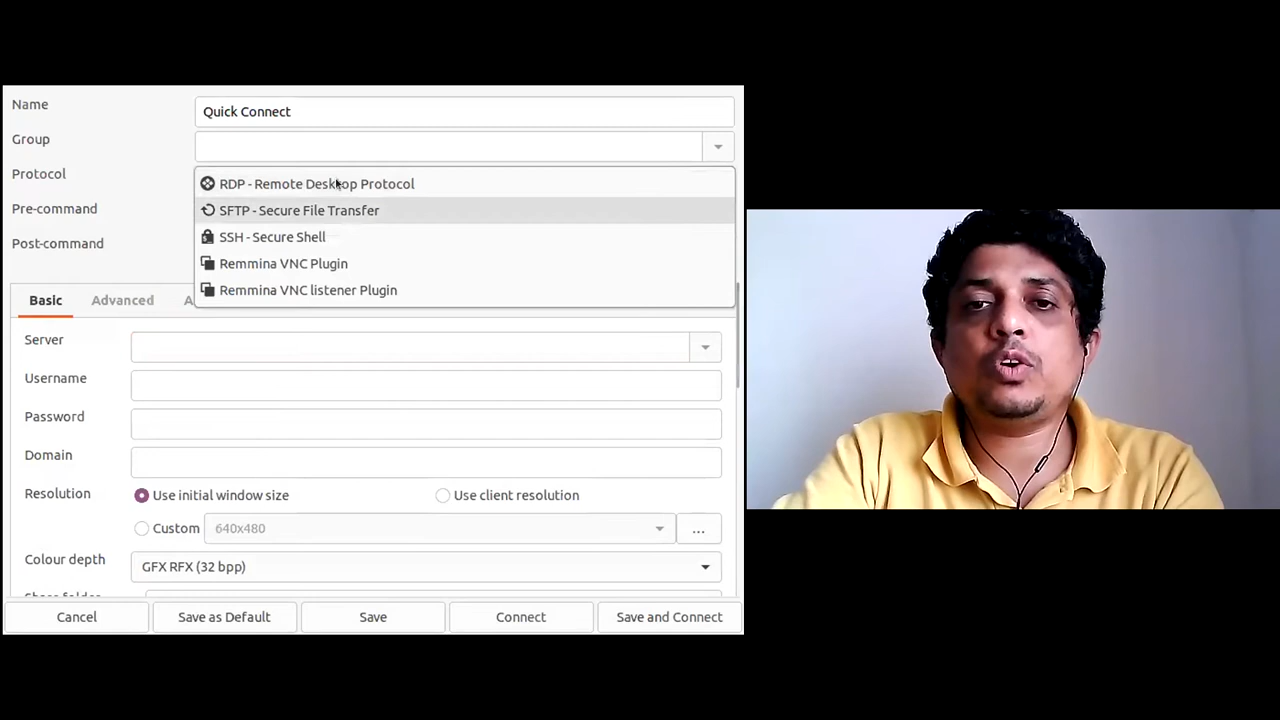 Name
Quick Connect
Group
Protocol
RDP - Remote Desktop Protocol
SFTP - Secure File Transfer
Pre-command
SSH - Secure Shell
Post-command
Remmina VNC Plugin
Remmina VNC listener Plugin
Basic
Advanced
A
Server
Username
Password
Domain
Resolution
Use initial window size
Use client resolution
Custom
640x480
...
Colour depth
GFX RFX (32 bpp)
Share folder
Cancel
Save as Default
Save
Connect
Save and Connect